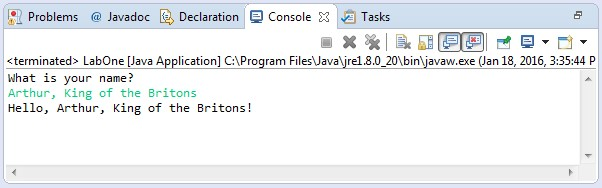 Problems @ Javadoc Declaration Console Tasks
<terminated> LabOne [Java Application] C:\Program Files\Java\jre1.8.0_20\bin\javaw.exe (Jan 18, 2016, 3:35:44 P
What is your name?
Arthur, King of the Britons
Hello, Arthur, King of the Britons!